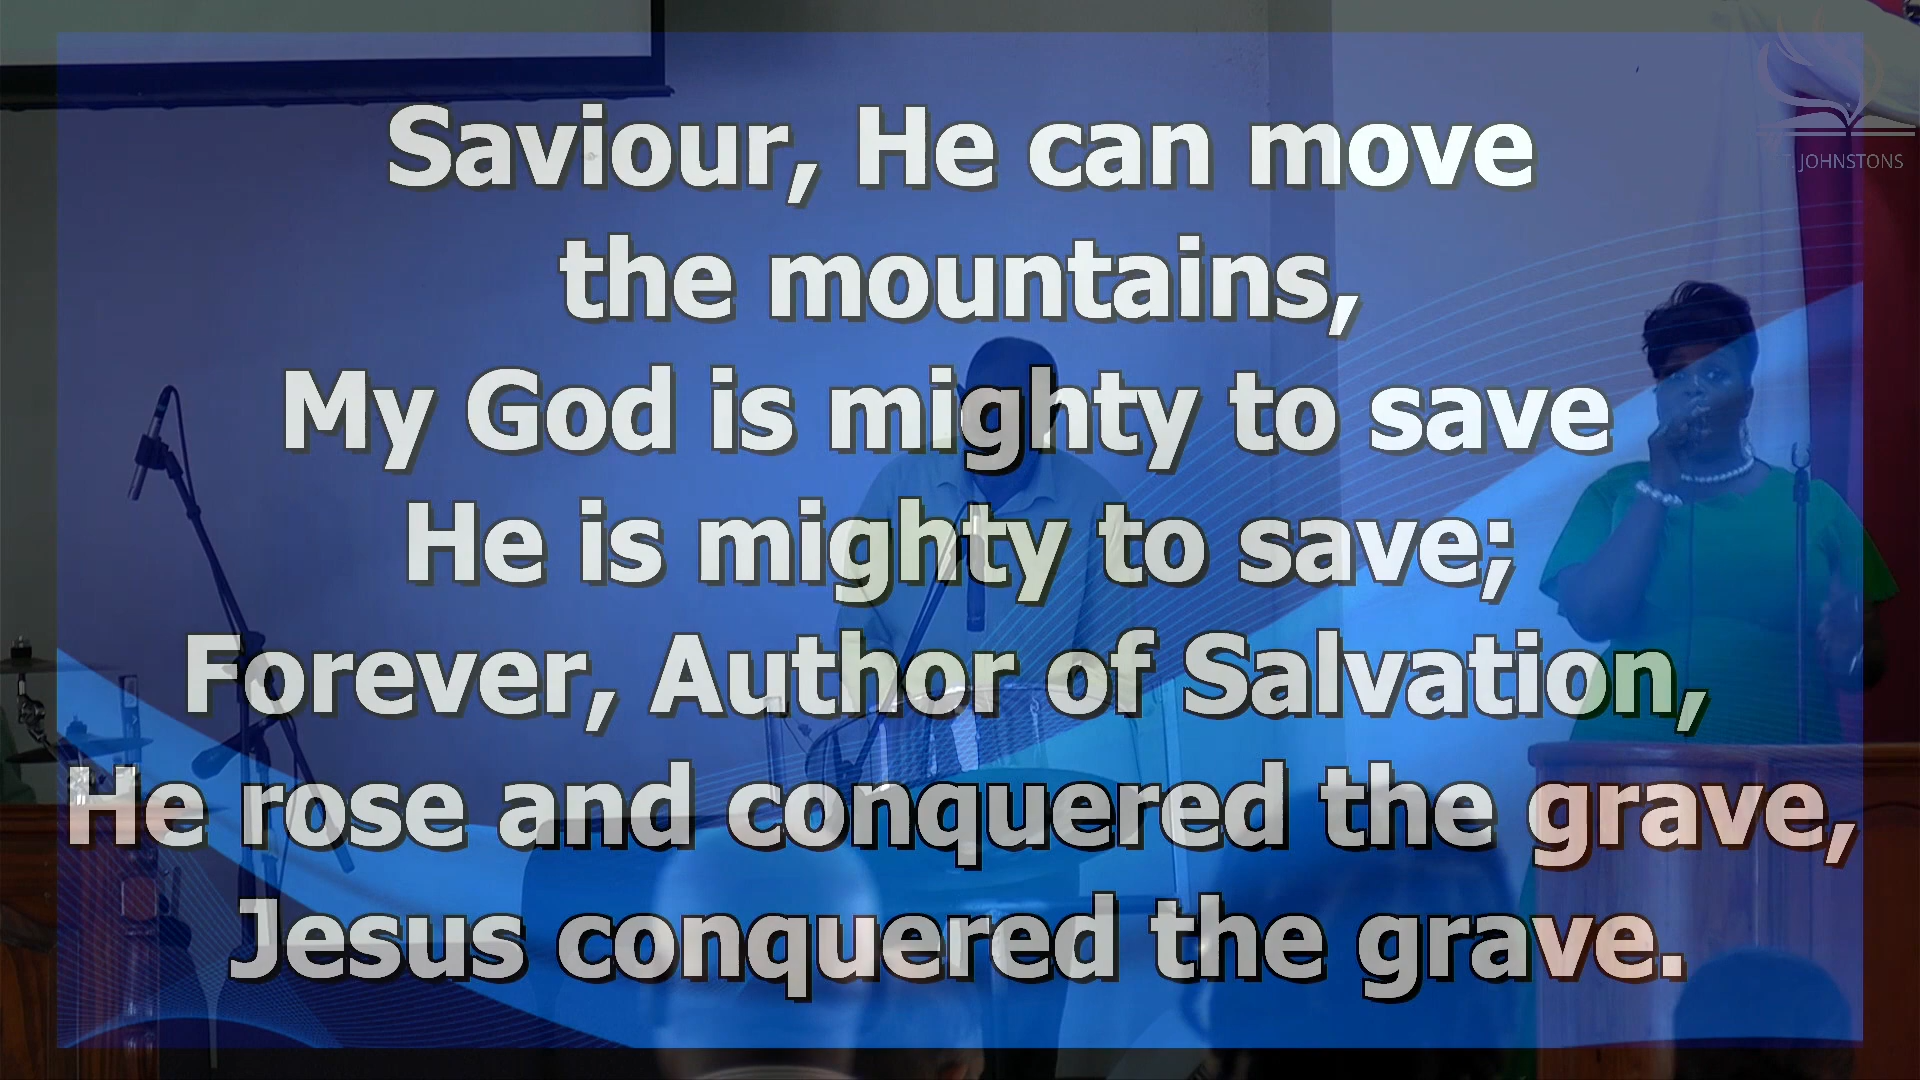 Saviour, He can move
the mountains,
My God is mighty to save
He is mighty to save;
Forever, Author of Salvation,
He rose and conquered the grave,
Jesus conquered the grave.
JOHNSTONS